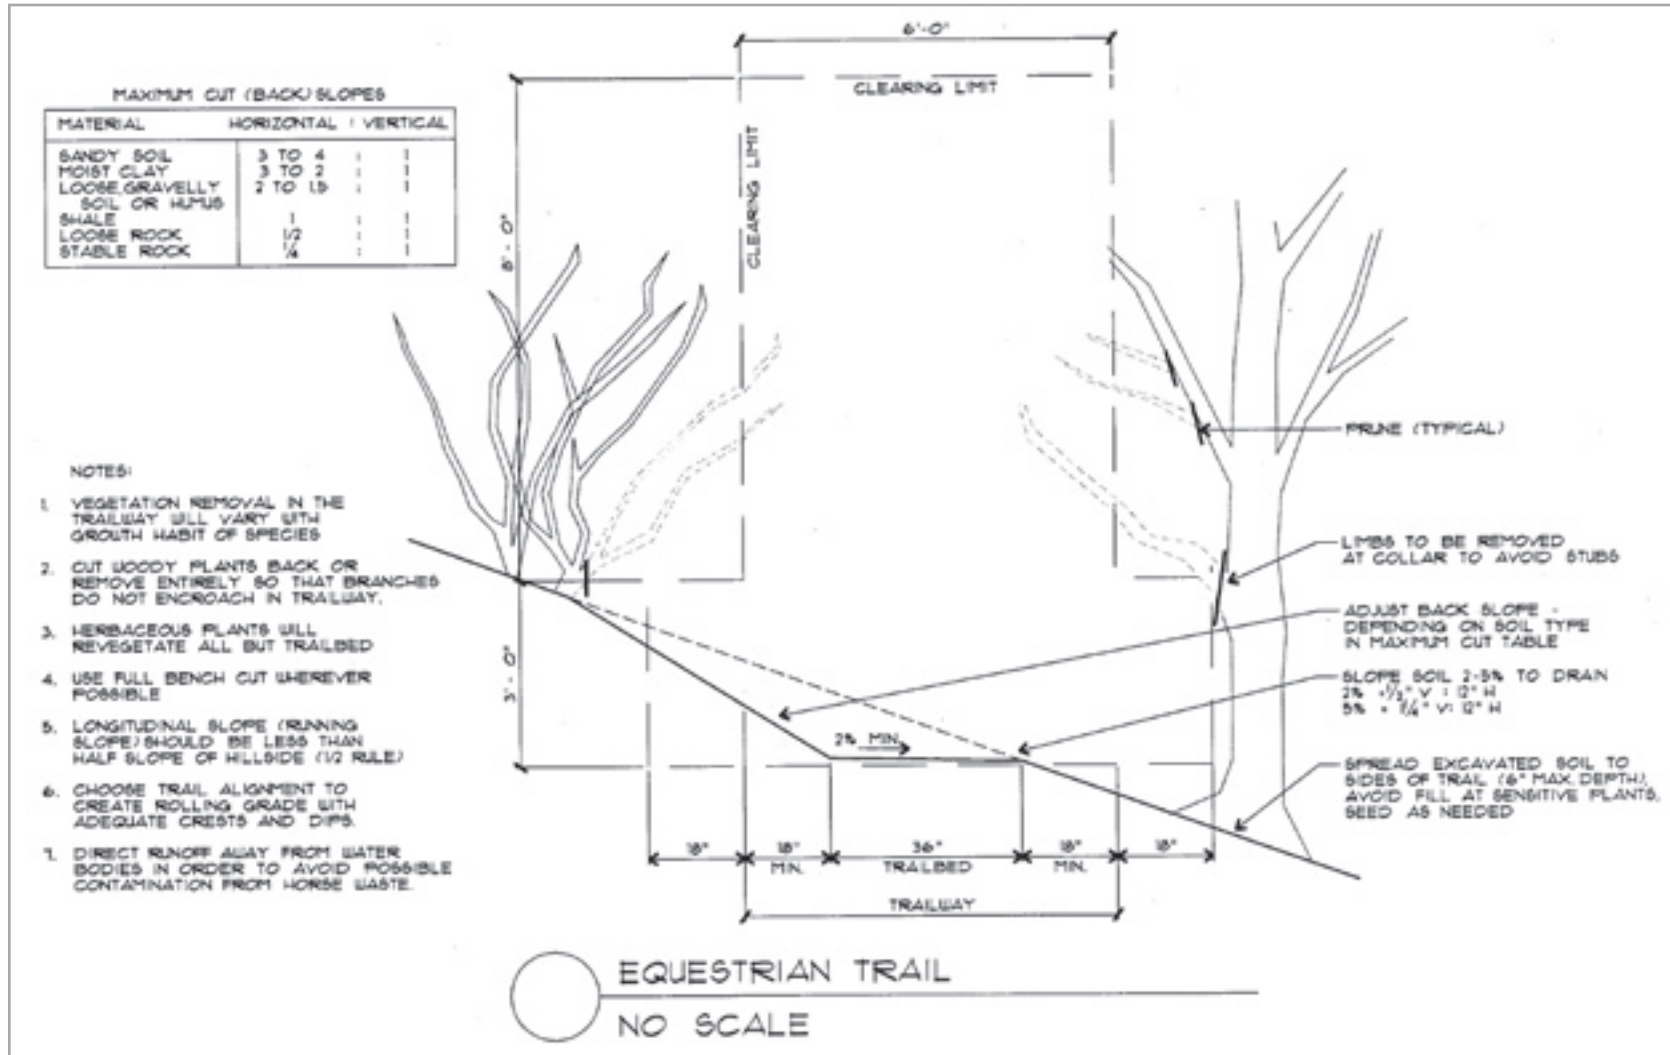 6'-0"
CLEARING LIMIT
CLEARING LIMIT
8'-0"
3'-0"
MAXIMUM CUT (BACK) SLOPES
MATERIAL HORIZONTAL : VERTICAL
SANDY SOIL 3 TO 4 : 1
MOIST CLAY 3 TO 2 : 1
LOOSE, GRAVELLY 2 TO 1.5 : 1
SOIL OR HUMUS
SHALE 1 : 1
LOOSE ROCK 1/2 : 1
STABLE ROCK 1/4 : 1
NOTES:
1. VEGETATION REMOVAL IN THE
TRAILWAY WILL VARY WITH
GROWTH HABIT OF SPECIES
2. CUT WOODY PLANTS BACK OR
REMOVE ENTIRELY SO THAT BRANCHES
DO NOT ENCROACH IN TRAILWAY.
3. HERBACEOUS PLANTS WILL
REVEGETATE ALL BUT TRAILBED
4. USE FULL BENCH CUT WHEREVER
POSSIBLE
5. LONGITUDINAL SLOPE (RUNNING
SLOPE) SHOULD BE LESS THAN
HALF SLOPE OF HILLSIDE (1/2 RULE)
6. CHOOSE TRAIL ALIGNMENT TO
CREATE ROLLING GRADE WITH
ADEQUATE CRESTS AND DIPS.
7. DIRECT RUNOFF AWAY FROM WATER
BODIES IN ORDER TO AVOID POSSIBLE
CONTAMINATION FROM HORSE WASTE.
PRUNE (TYPICAL)
LIMBS TO BE REMOVED
AT COLLAR TO AVOID STUBS
ADJUST BACK SLOPE -
DEPENDING ON SOIL TYPE
IN MAXIMUM CUT TABLE
SLOPE SOIL 2-5% TO DRAIN
2% = 1/2" V : 12" H
5% = 1 1/4" V: 12" H
SPREAD EXCAVATED SOIL TO
SIDES OF TRAIL (6" MAX. DEPTH),
AVOID FILL AT SENSITIVE PLANTS,
SEED AS NEEDED
2% MIN.
18" 18" 36" 18" 18"
MIN. TRAILBED MIN.
TRAILWAY
EQUESTRIAN TRAIL
NO SCALE